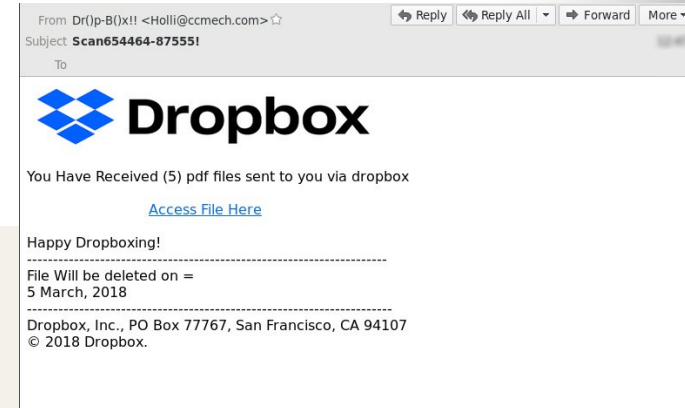 From Dr()p-B()x!! <Holli@ccmech.com>
Reply Reply All Forward More
Subject Scan654464-87555!
To
Dropbox
You Have Received (5) pdf files sent to you via dropbox
Access File Here
Happy Dropboxing!
--------------------------------------------------------------------
File Will be deleted on =
5 March, 2018
---------------------------------------------------------------------
Dropbox, Inc., PO Box 77767, San Francisco, CA 94107
© 2018 Dropbox.